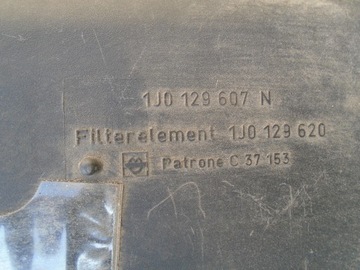 1J0 129 607 N
Filterelement 1J0 129 620
Patrone C 37 153